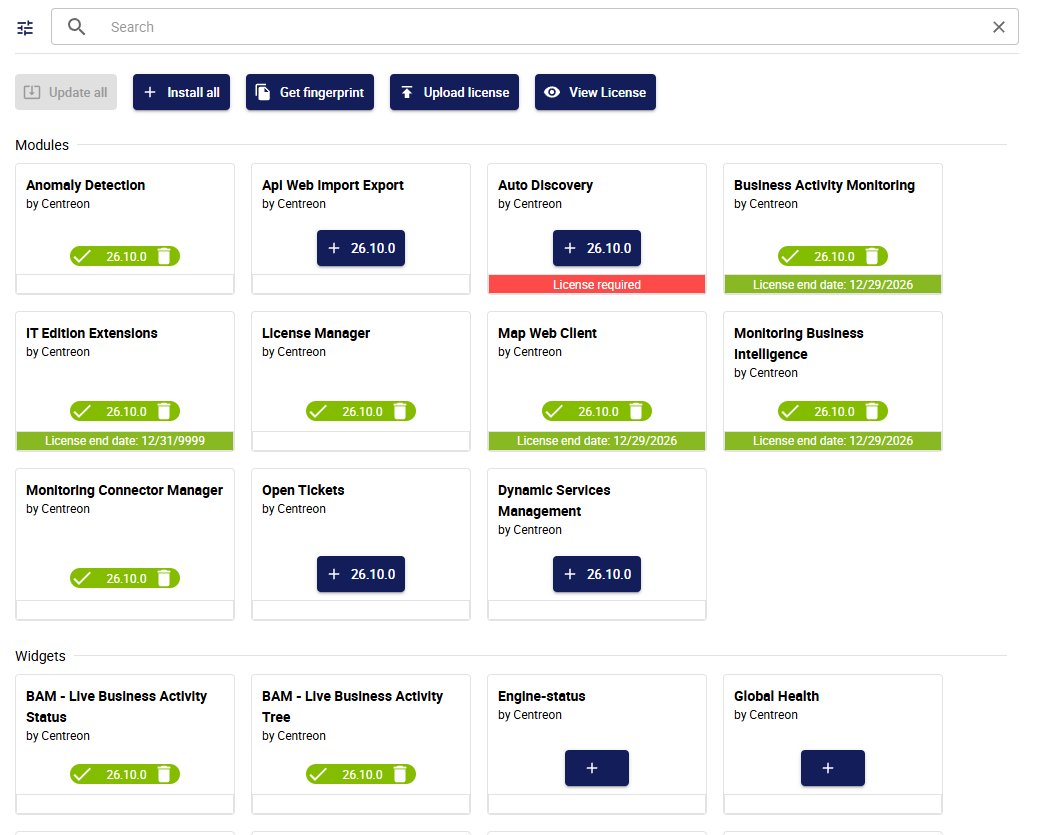 Search
Update all
Install all
Get fingerprint
Upload license
View License
Modules
Anomaly Detection
by Centreon
26.10.0
Api Web Import Export
by Centreon
26.10.0
Auto Discovery
by Centreon
26.10.0
License required
Business Activity Monitoring
by Centreon
26.10.0
License end date: 12/29/2026
IT Edition Extensions
by Centreon
26.10.0
License end date: 12/31/9999
License Manager
by Centreon
26.10.0
Map Web Client
by Centreon
26.10.0
License end date: 12/29/2026
Monitoring Business
Intelligence
by Centreon
26.10.0
License end date: 12/29/2026
Monitoring Connector Manager
by Centreon
26.10.0
Open Tickets
by Centreon
26.10.0
Dynamic Services
Management
by Centreon
26.10.0
Widgets
BAM - Live Business Activity
Status
by Centreon
26.10.0
BAM - Live Business Activity
Tree
by Centreon
26.10.0
Engine-status
by Centreon
Global Health
by Centreon